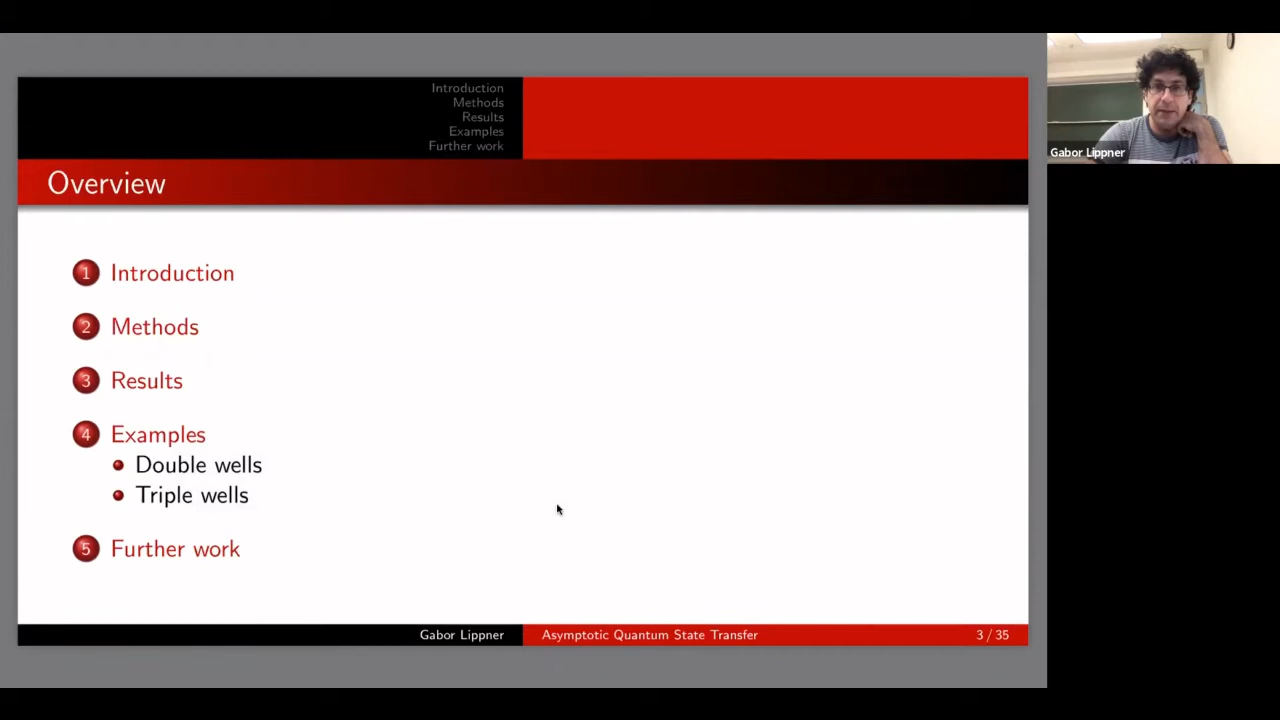 Introduction
Methods
Results
Examples
Further work
Overview
1 Introduction
2 Methods
3 Results
4 Examples
Double wells
Triple wells
5 Further work
Gabor Lippner
Asymptotic Quantum State Transfer
3 / 35
Gabor Lippner